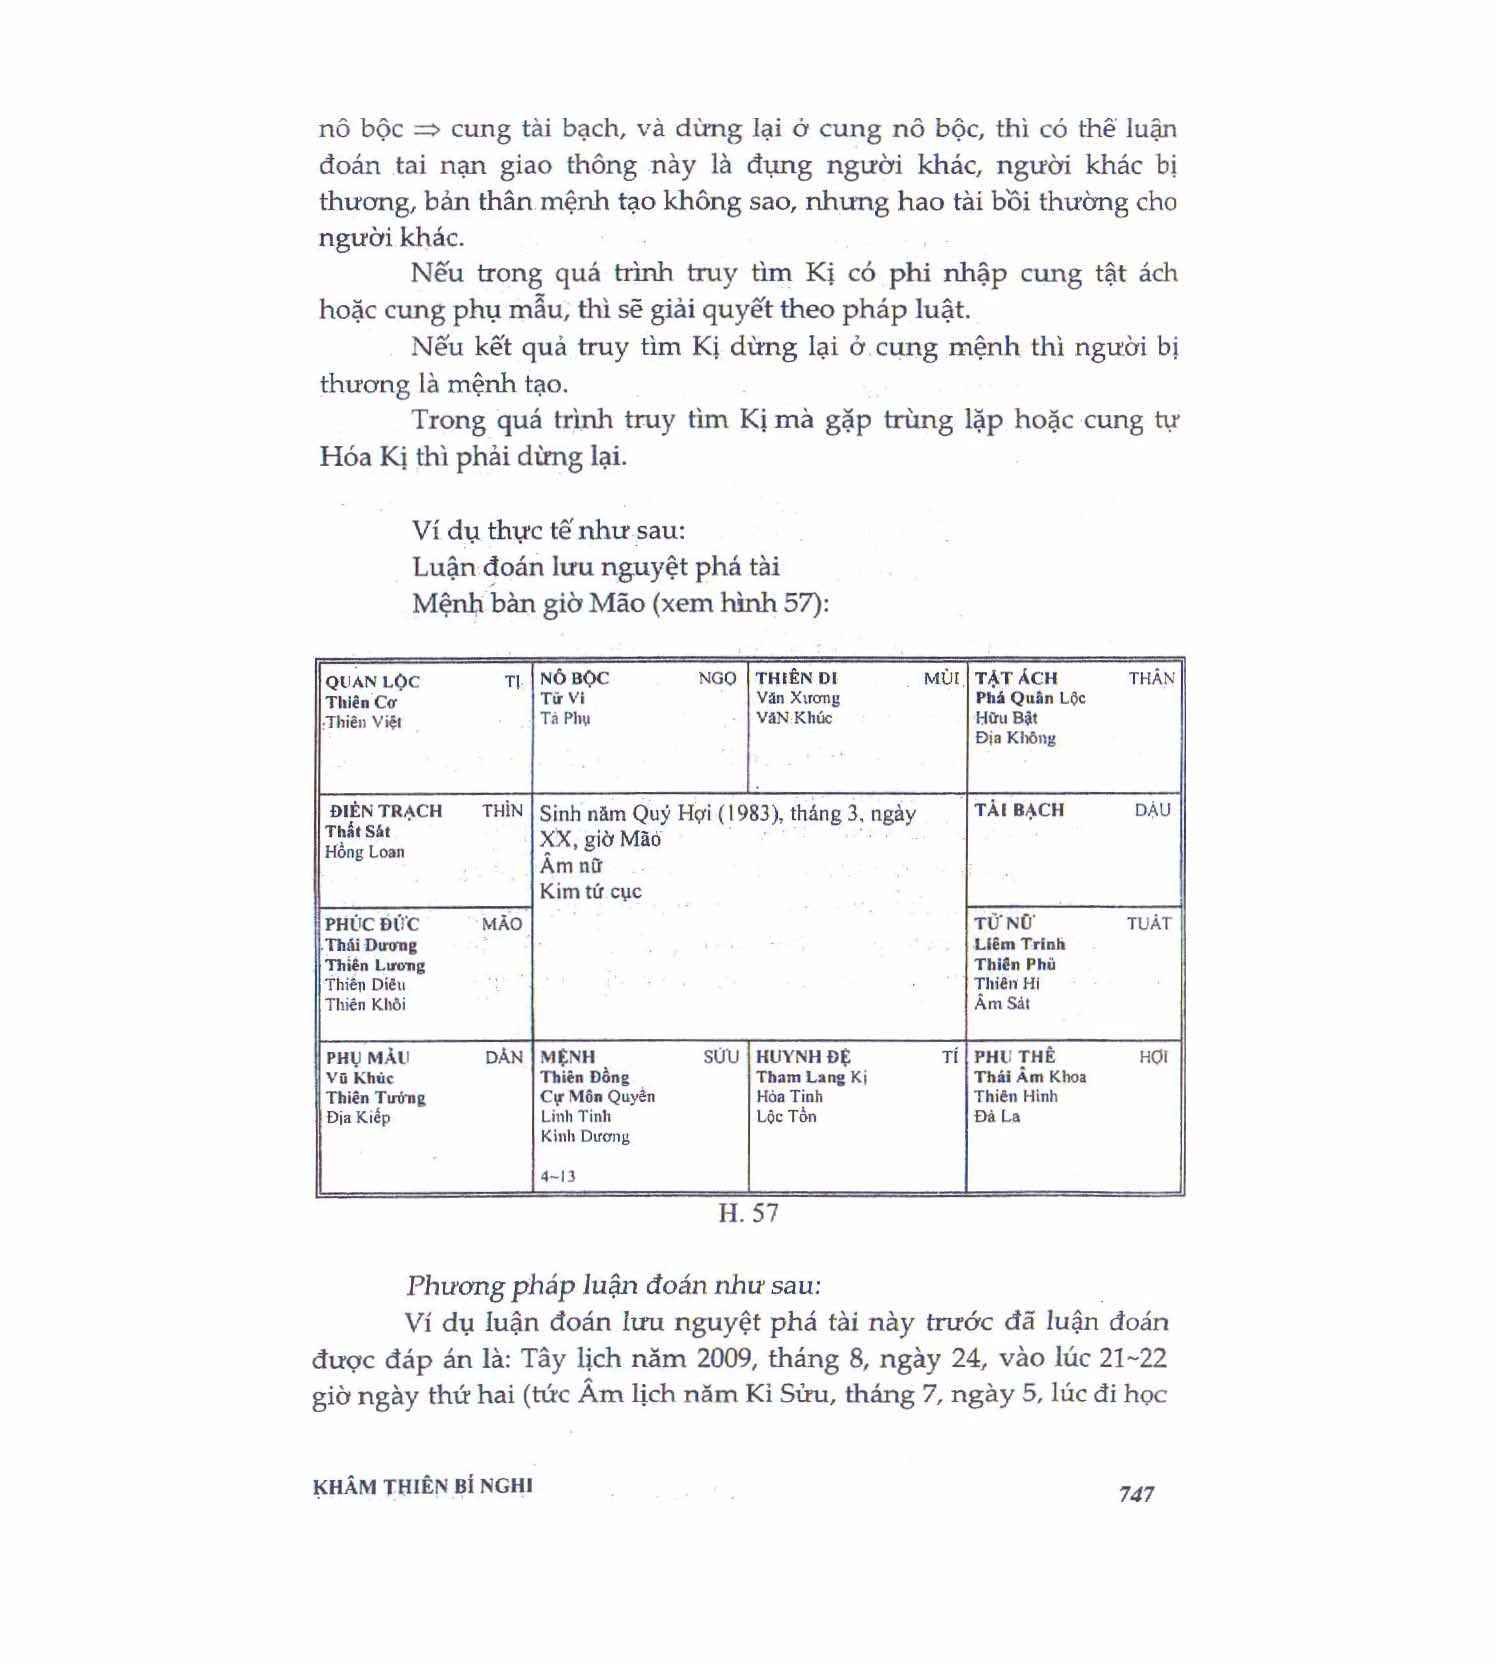 nô bộc ⇒ cung tài bạch, và dừng lại ở cung nô bộc, thì có thể luận
đoán tai nạn giao thông này là đụng người khác, người khác bị
thương, bản thân mệnh tạo không sao, nhưng hao tài bồi thường cho
người khác.
Nếu trong quá trình truy tìm Kị có phi nhập cung tật ách
hoặc cung phụ mẫu, thì sẽ giải quyết theo pháp luật.
Nếu kết quả truy tìm Kị dừng lại ở cung mệnh thì người bị
thương là mệnh tạo.
Trong quá trình truy tìm Kị mà gặp trùng lặp hoặc cung tự
Hóa Kị thì phải dừng lại.
Ví dụ thực tế như sau:
Luận đoán lưu nguyệt phá tài
Mệnh bàn giờ Mão (xem hình 57):
QUAN LỘC TỊ
Thiên Cơ
Thiên Việt
NÔ BỘC NGỌ
Tử Vi
Tả Phụ
THIÊN DI MÙI
Văn Xương
VăN Khúc
TẬT ÁCH THÂN
Phá Quân Lộc
Hữu Bật
Địa Không
ĐIỀN TRẠCH THÌN
Thất Sát
Hồng Loan
Sinh năm Quý Hợi (1983), tháng 3, ngày
XX, giờ Mão
Âm nữ
Kim tứ cục
TÀI BẠCH DẬU
PHÚC ĐỨC MÃO
Thái Dương
Thiên Lương
Thiên Diêu
Thiên Khôi
TỬ NỮ TUẤT
Liêm Trinh
Thiên Phủ
Thiên Hỉ
Âm Sát
PHỤ MẪU DẦN
Vũ Khúc
Thiên Tướng
Địa Kiếp
MỆNH SỬU
Thiên Đồng
Cự Môn Quyền
Linh Tinh
Kình Dương
4~13
HUYNH ĐỆ TÍ
Tham Lang Kị
Hỏa Tinh
Lộc Tồn
PHU THÊ HỢI
Thái Âm Khoa
Thiên Hình
Đà La
H. 57
Phương pháp luận đoán như sau:
Ví dụ luận đoán lưu nguyệt phá tài này trước đã luận đoán
được đáp án là: Tây lịch năm 2009, tháng 8, ngày 24, vào lúc 21~22
giờ ngày thứ hai (tức Âm lịch năm Kỉ Sửu, tháng 7, ngày 5, lúc đi học
KHÂM THIÊN BÍ NGHI
747